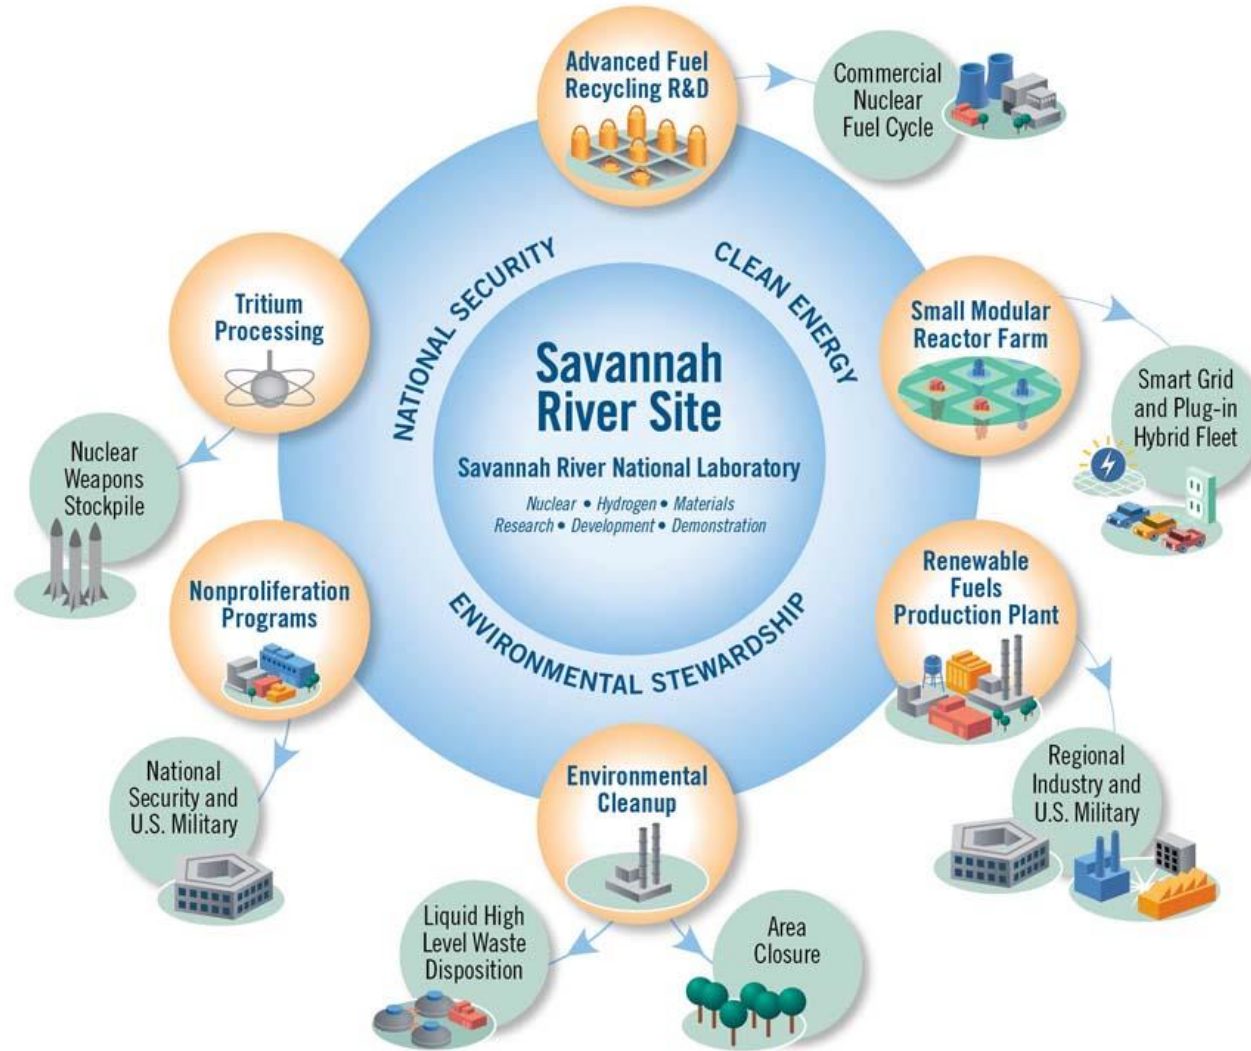 Advanced Fuel
Recycling R&D
Commercial
Nuclear
Fuel Cycle
NATIONAL SECURITY
CLEAN ENERGY
Tritium
Processing
Small Modular
Reactor Farm
Savannah
River Site
Savannah River National Laboratory
Nuclear • Hydrogen • Materials
Research • Development • Demonstration
Smart Grid
and Plug-in
Hybrid Fleet
Nuclear
Weapons
Stockpile
Nonproliferation
Programs
Renewable
Fuels
Production Plant
ENVIRONMENTAL STEWARDSHIP
National
Security and
U.S. Military
Environmental
Cleanup
Regional
Industry and
U.S. Military
Liquid High
Level Waste
Disposition
Area
Closure